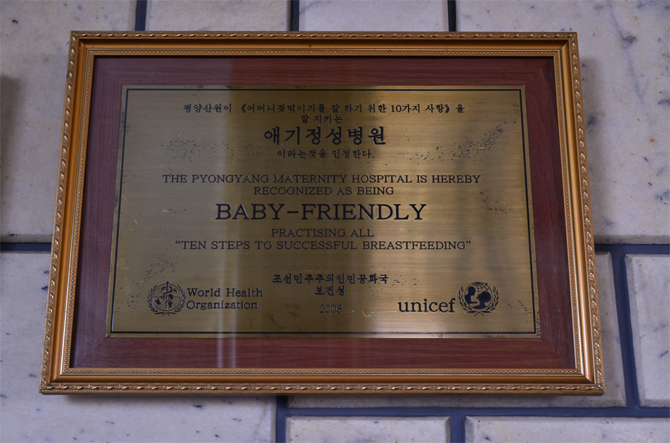 평양산원이 《어머니젖먹이기를 잘 하기 위한 10가지 사항》을
잘 지키는
애기정성병원
이라는것을 인정한다.
THE PYONGYANG MATERNITY HOSPITAL IS HEREBY
RECOGNIZED AS BEING
BABY-FRIENDLY
PRACTISING ALL
"TEN STEPS TO SUCCESSFUL BREASTFEEDING"
조선민주주의인민공화국
보건성
World Health
Organization
unicef